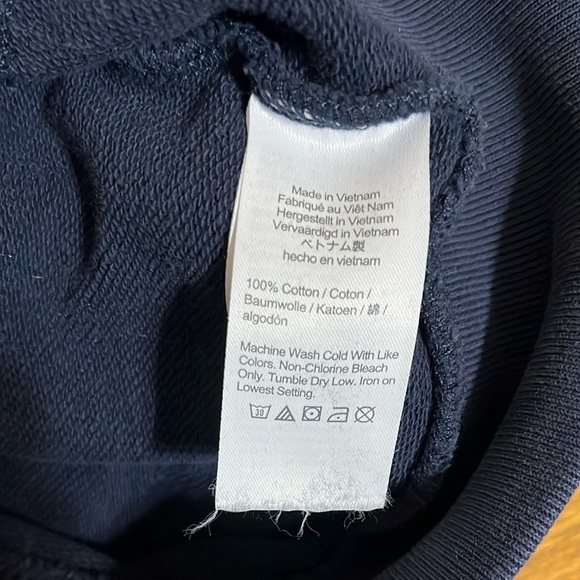 Made in Vietnam
Fabriqué au Viêt Nam
Hergestellt in Vietnam
Vervaardigd in Vietnam
ベトナム製
hecho en vietnam
100% Cotton / Coton /
Baumwolle / Katoen / 綿 /
algodón
Machine Wash Cold With Like
Colors. Non-Chlorine Bleach
Only. Tumble Dry Low. Iron on
Lowest Setting.
30